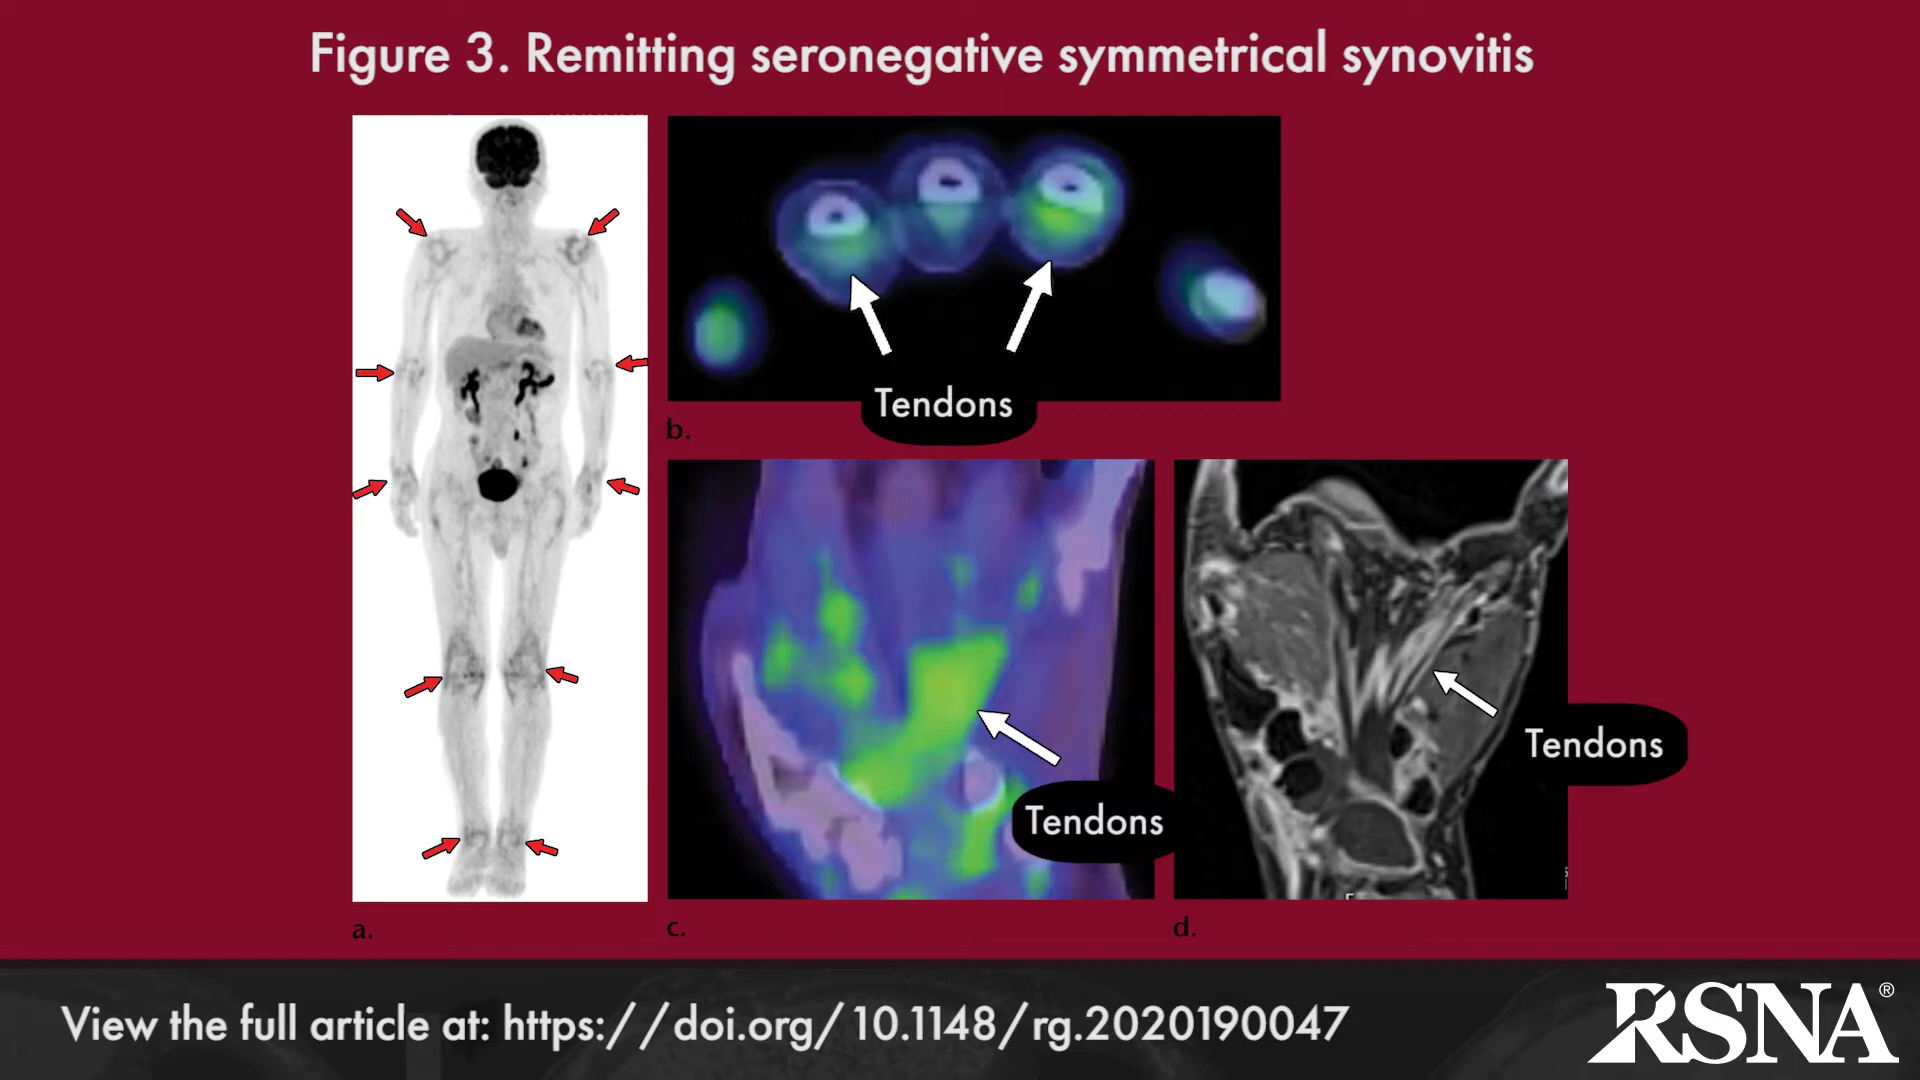 Figure 3. Remitting seronegative symmetrical synovitis
Tendons
b.
Tendons
Tendons
a.
c.
d.
View the full article at: https://doi.org/10.1148/rg.2020190047
RSNA®